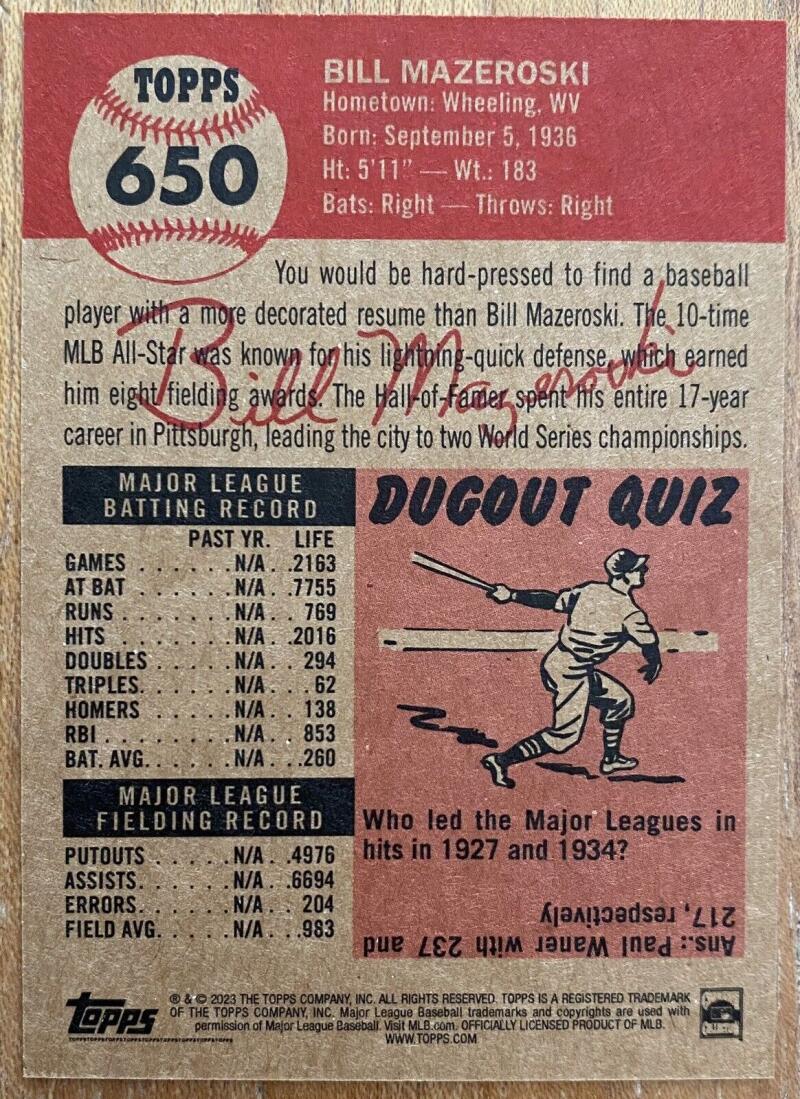 TOPPS
650
BILL MAZEROSKI
Hometown: Wheeling, WV
Born: September 5, 1936
Ht: 5'11" — Wt.: 183
Bats: Right — Throws: Right
You would be hard-pressed to find a baseball
player with a more decorated resume than Bill Mazeroski. The 10-time
MLB All-Star was known for his lightning-quick defense, which earned
him eight fielding awards. The Hall-of-Famer spent his entire 17-year
career in Pittsburgh, leading the city to two World Series championships.
Bill Mazeroski
MAJOR LEAGUE
BATTING RECORD
PAST YR. LIFE
GAMES . . . . . . N/A . .2163
AT BAT . . . . . . N/A . .7755
RUNS . . . . . . . N/A . . 769
HITS . . . . . . . N/A . .2016
DOUBLES . . . . . N/A . . 294
TRIPLES. . . . . . N/A . . . 62
HOMERS . . . . . N/A . . 138
RBI . . . . . . . . N/A . . 853
BAT. AVG. . . . . . N/A . . .260
MAJOR LEAGUE
FIELDING RECORD
PUTOUTS . . . . . N/A . .4976
ASSISTS. . . . . . N/A . .6694
ERRORS. . . . . . N/A . . 204
FIELD AVG. . . . . N/A . . .983
DUGOUT QUIZ
Who led the Major Leagues in
hits in 1927 and 1934?
Ans.: Paul Waner with 237 and
217, respectively
Topps
® & © 2023 THE TOPPS COMPANY, INC. ALL RIGHTS RESERVED. TOPPS IS A REGISTERED TRADEMARK
OF THE TOPPS COMPANY, INC. Major League Baseball trademarks and copyrights are used with
permission of Major League Baseball. Visit MLB.com. OFFICIALLY LICENSED PRODUCT OF MLB.
WWW.TOPPS.COM